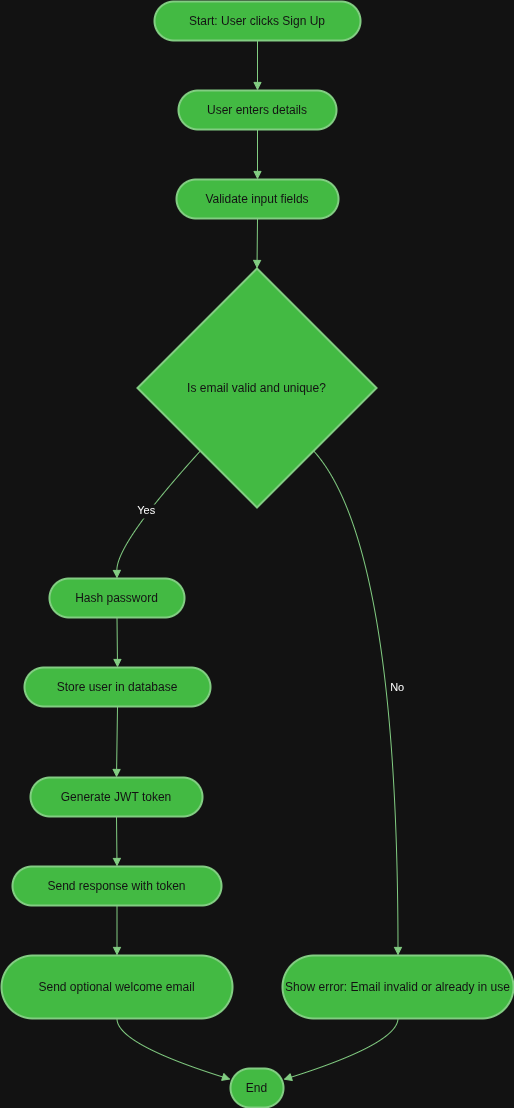 Start: User clicks Sign Up
User enters details
Validate input fields
Is email valid and unique?
Yes
Hash password
Store user in database
No
Generate JWT token
Send response with token
Send optional welcome email
Show error: Email invalid or already in use
End